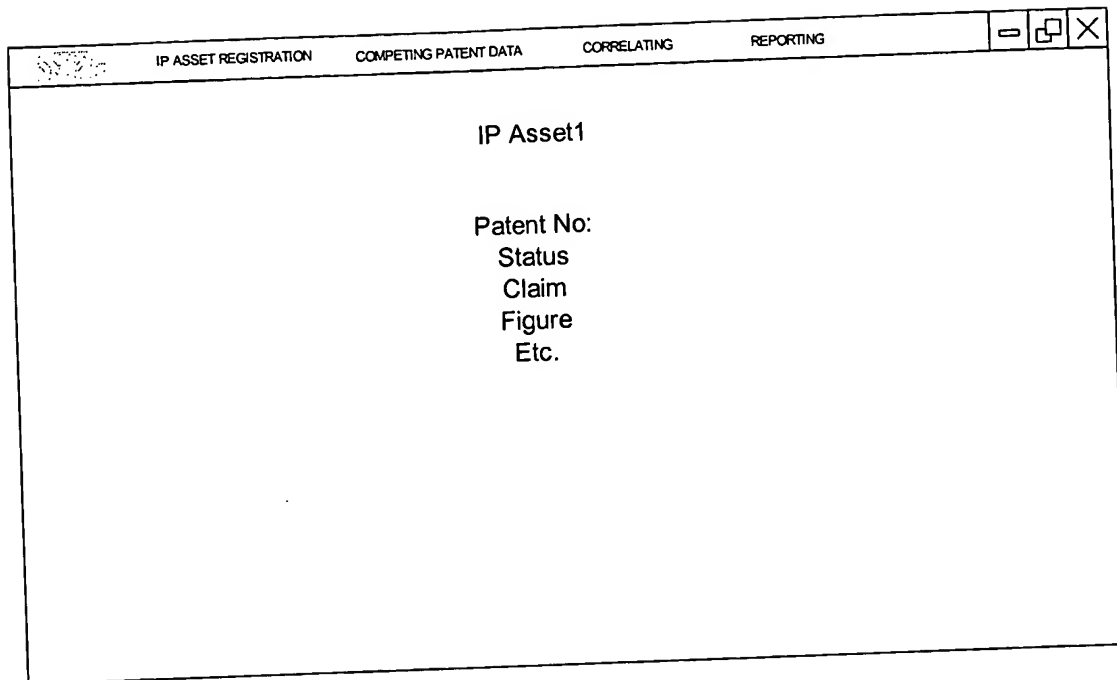 IP ASSET REGISTRATION COMPETING PATENT DATA CORRELATING REPORTING
IP Asset1
Patent No:
Status
Claim
Figure
Etc.